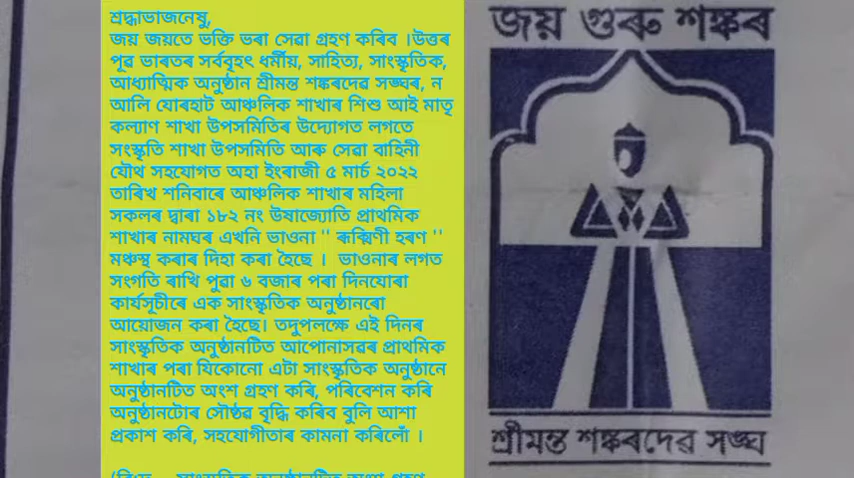 শ্ৰদ্ধাভাজনেষু,
জয় জয়তে ভক্তি ভৰা সেৱা গ্ৰহণ কৰিব ।উত্তৰ
পূৱ ভাৰতৰ সৰ্ববৃহৎ ধৰ্মীয়, সাহিত্য, সাংস্কৃতিক,
আধ্যাত্মিক অনুষ্ঠান শ্ৰীমন্ত শঙ্কৰদেৱ সঙ্ঘৰ, ন
আলি যোৰহাট আঞ্চলিক শাখাৰ শিশু আই মাতৃ
কল্যাণ শাখা উপসমিতিৰ উদ্যোগত লগতে
সংস্কৃতি শাখা উপসমিতি আৰু সেৱা বাহিনী
যৌথ সহযোগত অহা ইংৰাজী ৫ মাৰ্চ ২০২২
তাৰিখ শনিবাৰে আঞ্চলিক শাখাৰ মহিলা
সকলৰ দ্বাৰা ১৮২ নং উষাজ্যোতি প্ৰাথমিক
শাখাৰ নামঘৰ এখনি ভাওনা '' ৰূক্মিণী হৰণ ''
মঞ্চস্থ কৰাৰ দিহা কৰা হৈছে ।  ভাওনাৰ লগত
সংগতি ৰাখি পুৱা ৬ বজাৰ পৰা দিনযোৰা
কাৰ্যসূচীৰে এক সাংস্কৃতিক অনুষ্ঠানৰো
আয়োজন কৰা হৈছে। তদুপলক্ষে এই দিনৰ
সাংস্কৃতিক অনুষ্ঠানটিত আপোনাসৱৰ প্ৰাথমিক
শাখাৰ পৰা যিকোনো এটা সাংস্কৃতিক অনুষ্ঠানে
অনুষ্ঠানটিত অংশ গ্ৰহণ কৰি, পৰিবেশন কৰি
অনুষ্ঠানটোৰ সৌষ্ঠৱ বৃদ্ধি কৰিব বুলি আশা
প্ৰকাশ কৰি, সহযোগীতাৰ কামনা কৰিলোঁ ।
জয় গুৰু শঙ্কৰ
শ্ৰীমন্ত শঙ্কৰদেৱ সঙ্ঘ